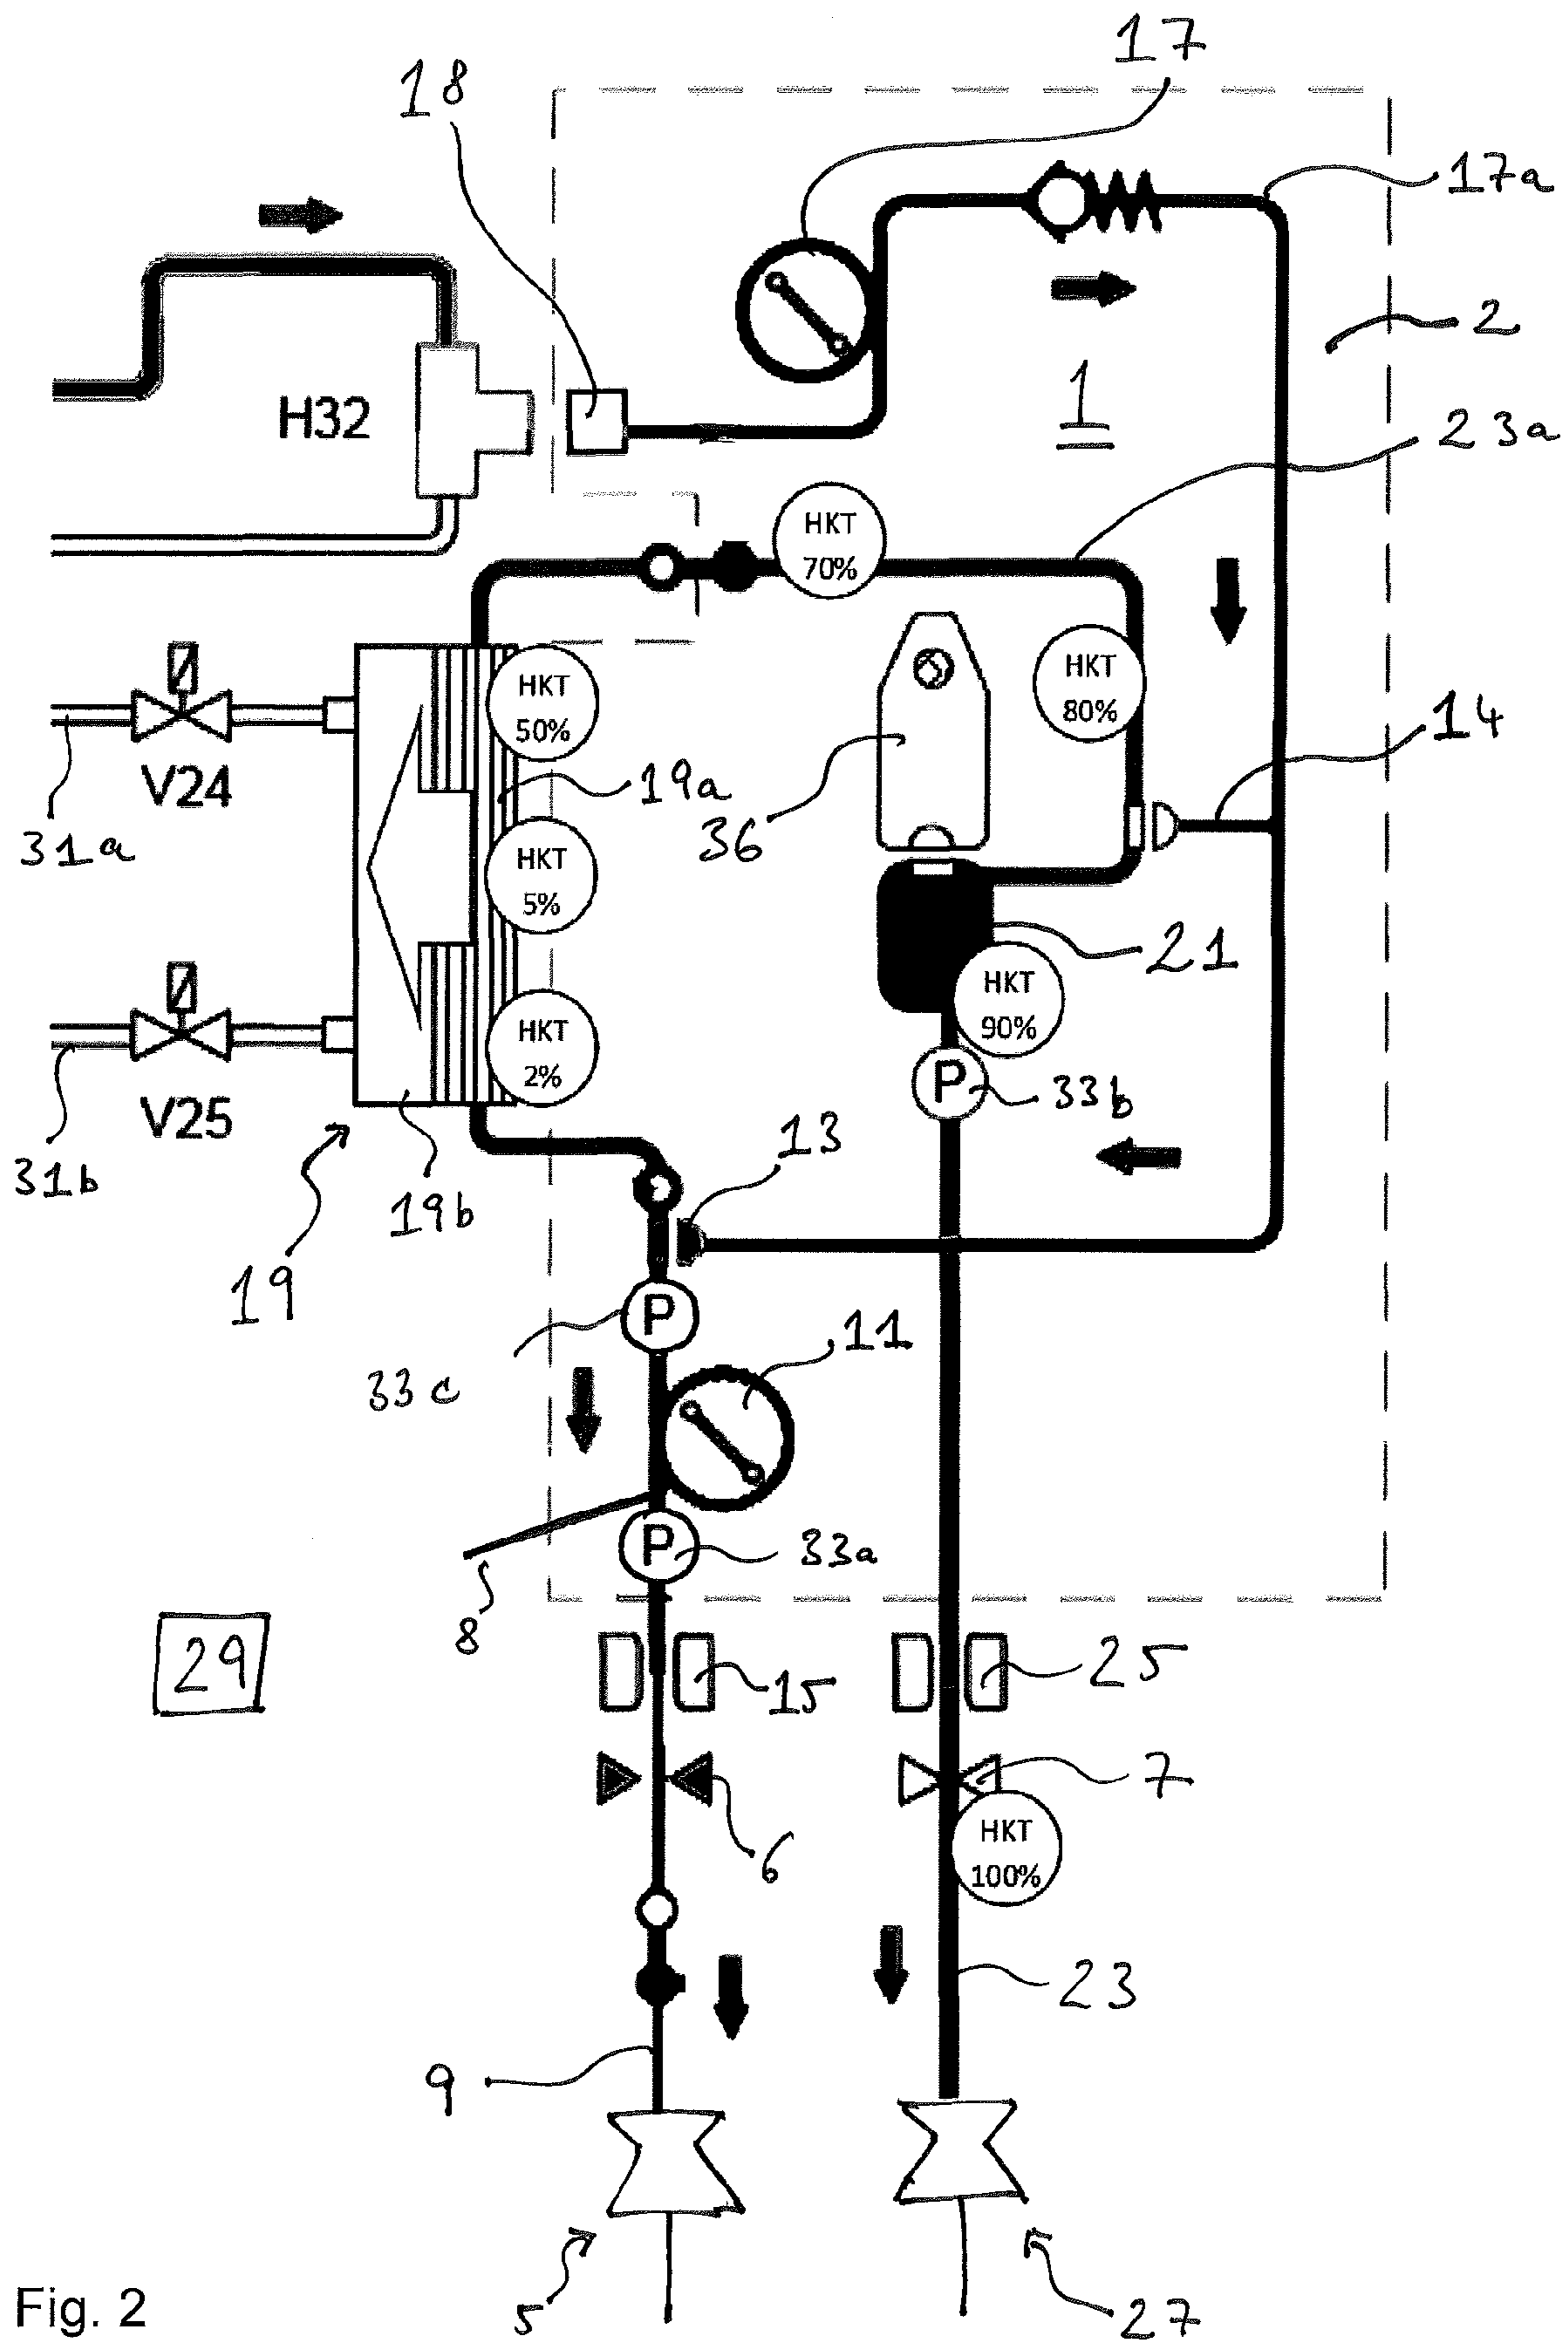 17
18
17a
2
H32
1
23a
HKT
70%
HKT
50%
HKT
80%
14
V24
19a
36
31a
HKT
5%
21
HKT
90%
HKT
2%
P
33b
V25
13
31b
19b
19
P
11
33c
P
33a
8
29
15
25
7
6
HKT
100%
23
9
5
27
Fig. 2